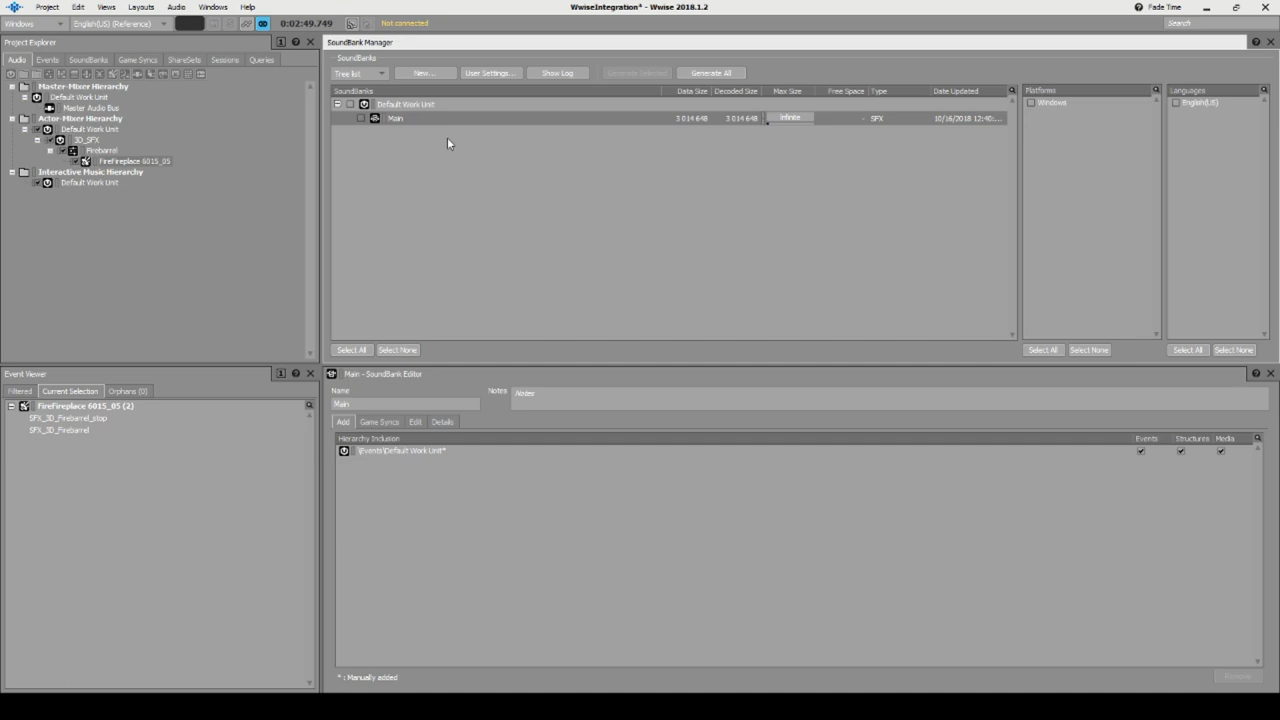 Project Edit Views Layouts Audio Windows Help WwiseIntegration* - Wwise 2018.1.2 Fade Time
Windows English(US) (Reference) 0:02:49.749 Not connected Search
Project Explorer 1
Audio Events SoundBanks Game Syncs ShareSets Sessions Queries
Master-Mixer Hierarchy
Default Work Unit
Master Audio Bus
Actor-Mixer Hierarchy
Default Work Unit
3D_SFX
Firebarrel
FireFireplace 6015_05
Interactive Music Hierarchy
Default Work Unit
SoundBank Manager
SoundBanks
Tree list New... User Settings... Show Log Generate Selected Generate All
SoundBanks Data Size Decoded Size Max Size Free Space Type Date Updated
Default Work Unit
Main 3 014 648 3 014 648 Infinite - SFX 10/16/2018 12:40:...
Select All Select None
Platforms
Windows
Select All Select None
Languages
English(US)
Select All Select None
Event Viewer 1
Filtered Current Selection Orphans (0)
FireFireplace 6015_05 (2)
SFX_3D_Firebarrel_stop
SFX_3D_Firebarrel
Main - SoundBank Editor
Name Notes Notes
Main
Add Game Syncs Edit Details
Hierarchy Inclusion Events Structures Media
\Events\Default Work Unit*
* : Manually added Remove